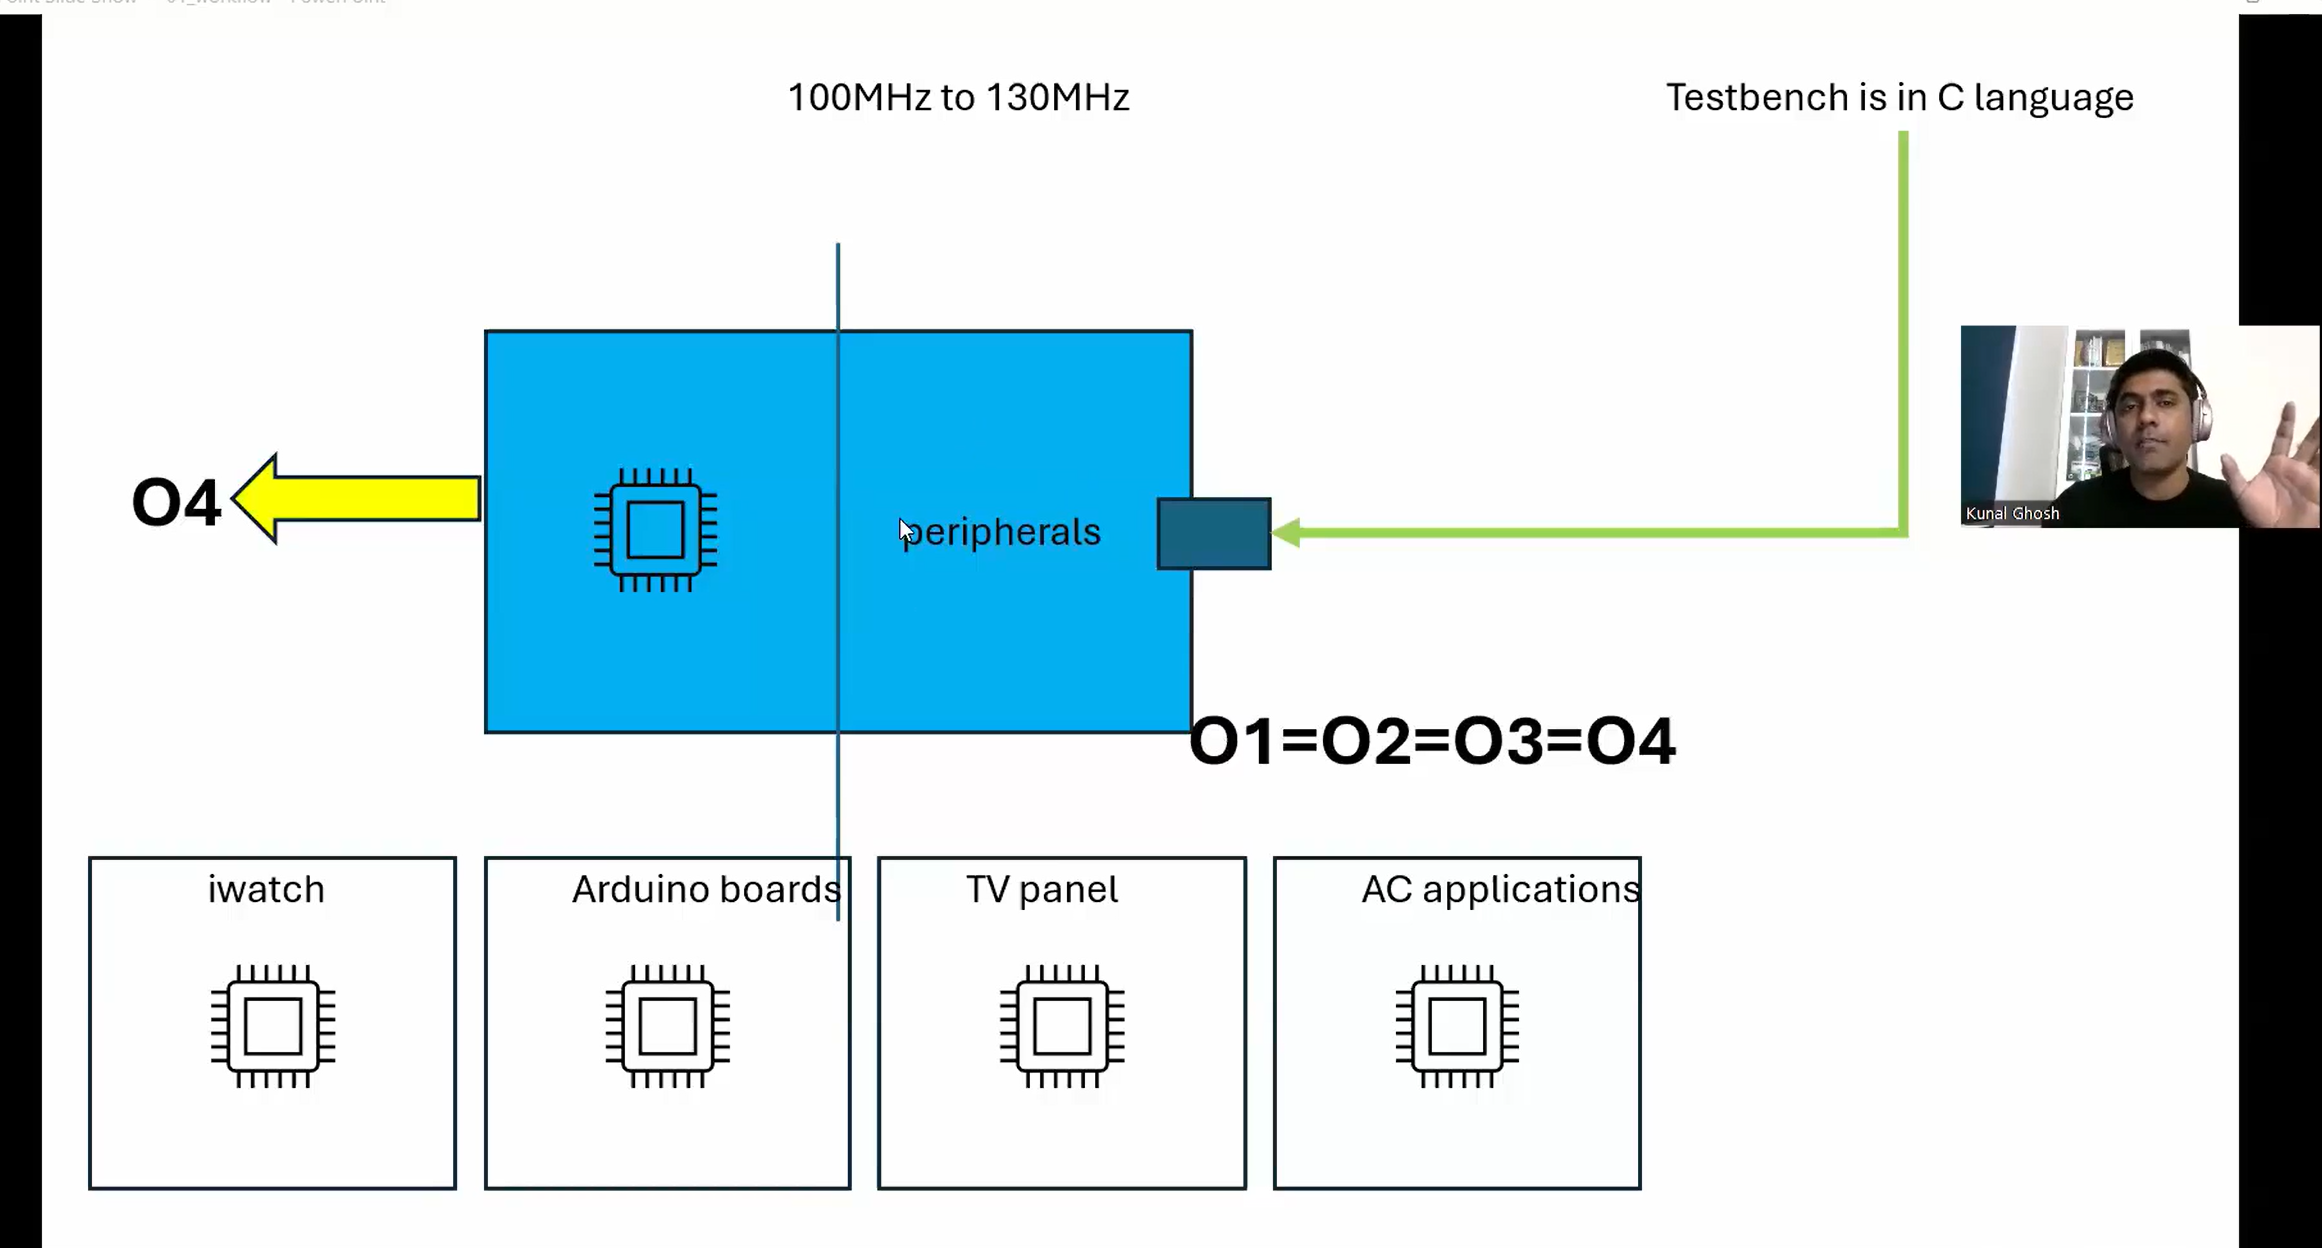 100MHz to 130MHz
Testbench is in C language
O4
peripherals
Kunal Ghosh
O1=O2=O3=O4
iwatch
Arduino boards
TV panel
AC applications